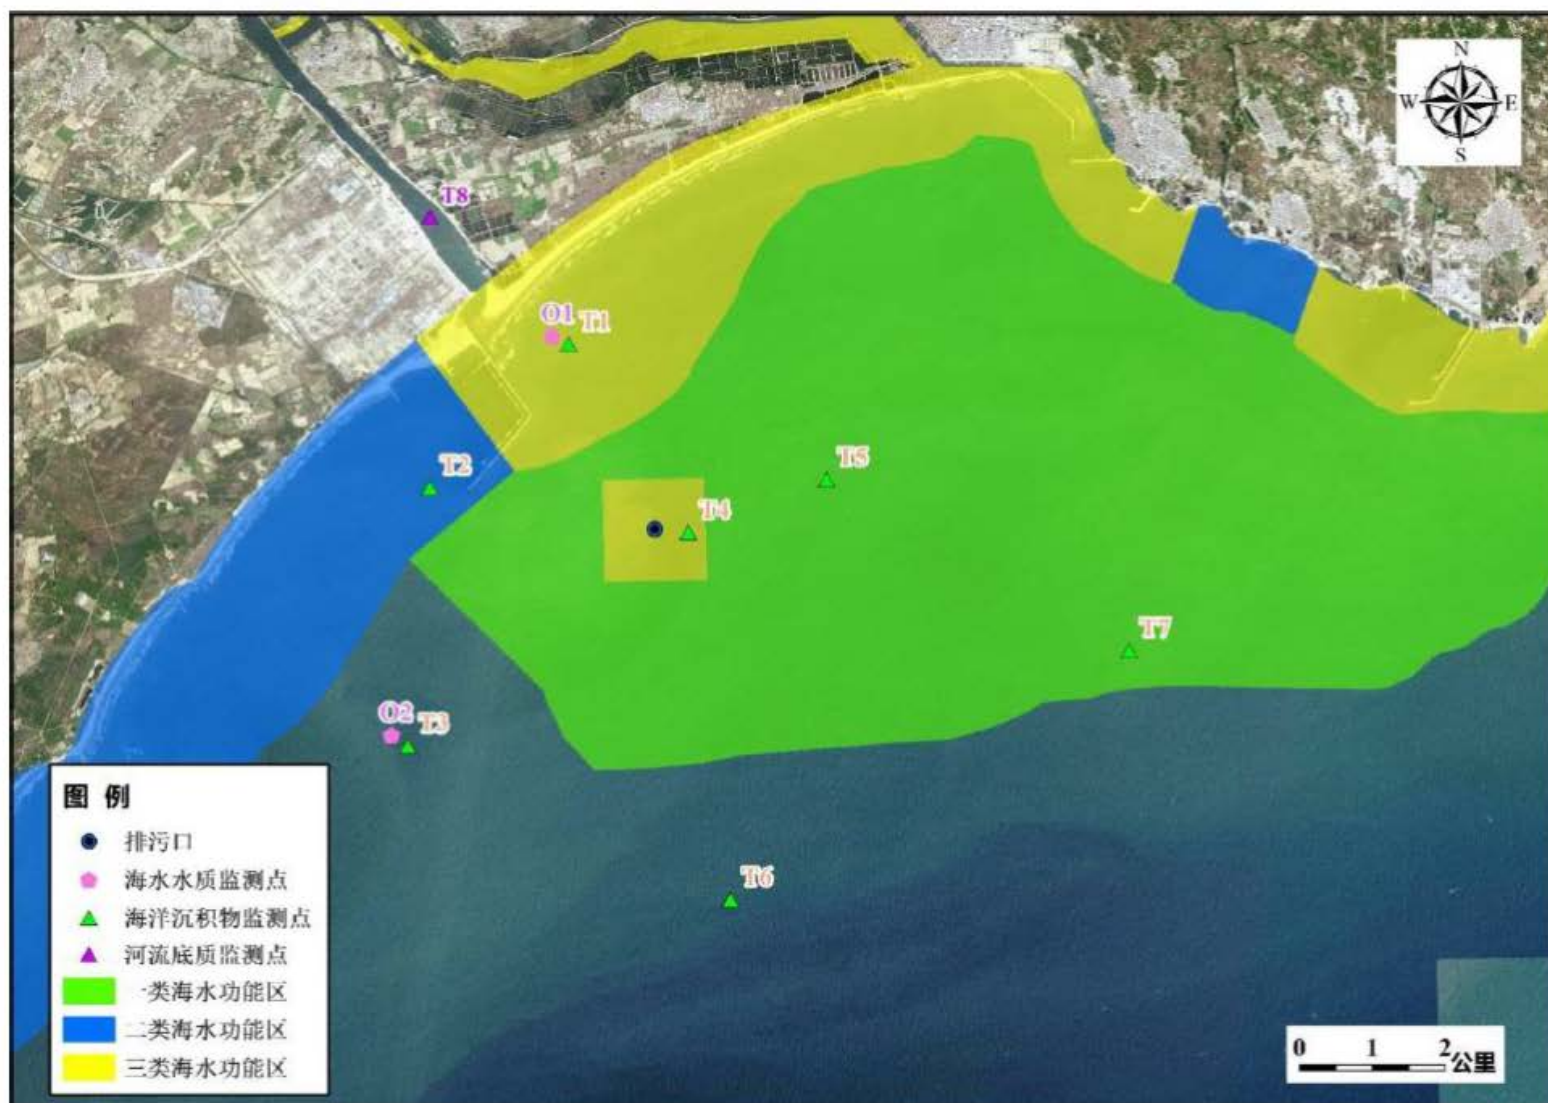 N
W E
S
T8
O1 T1
T2
T5
T4
T7
O2 T3
T6
图 例
排污口
海水水质监测点
海洋沉积物监测点
河流底质监测点
一类海水功能区
二类海水功能区
三类海水功能区
0 1 2 公里